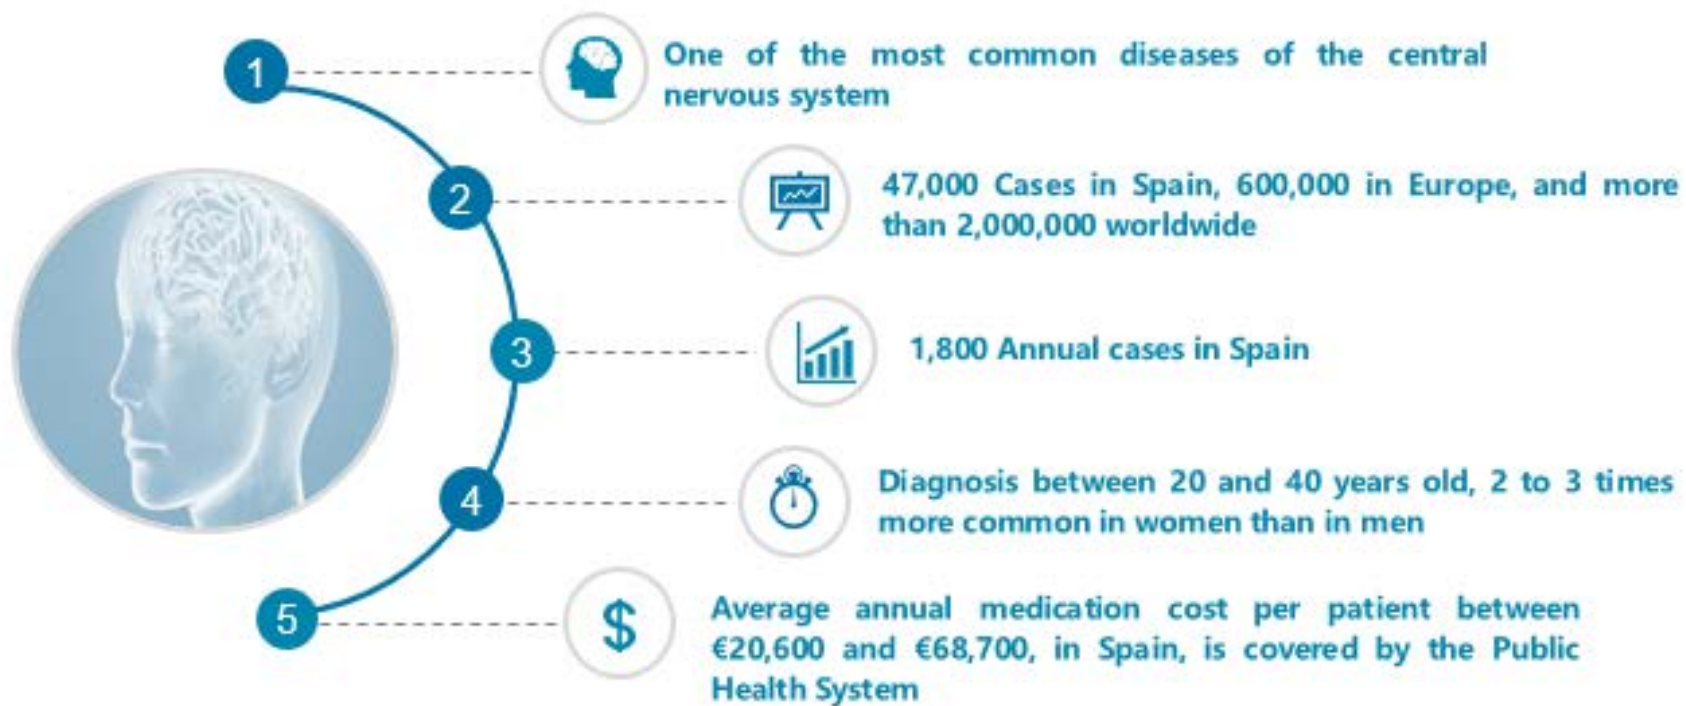 1
One of the most common diseases of the central
nervous system
2
47,000 Cases in Spain, 600,000 in Europe, and more
than 2,000,000 worldwide
3
1,800 Annual cases in Spain
4
Diagnosis between 20 and 40 years old, 2 to 3 times
more common in women than in men
5
$
Average annual medication cost per patient between
€20,600 and €68,700, in Spain, is covered by the Public
Health System